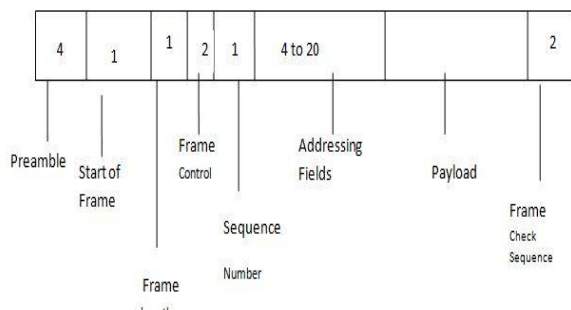 4 1 1 2 1 4 to 20 2
Preamble
Start of
Frame
Frame
Control
Addressing
Fields
Payload
Sequence
Number
Frame
Check
Sequence
Frame